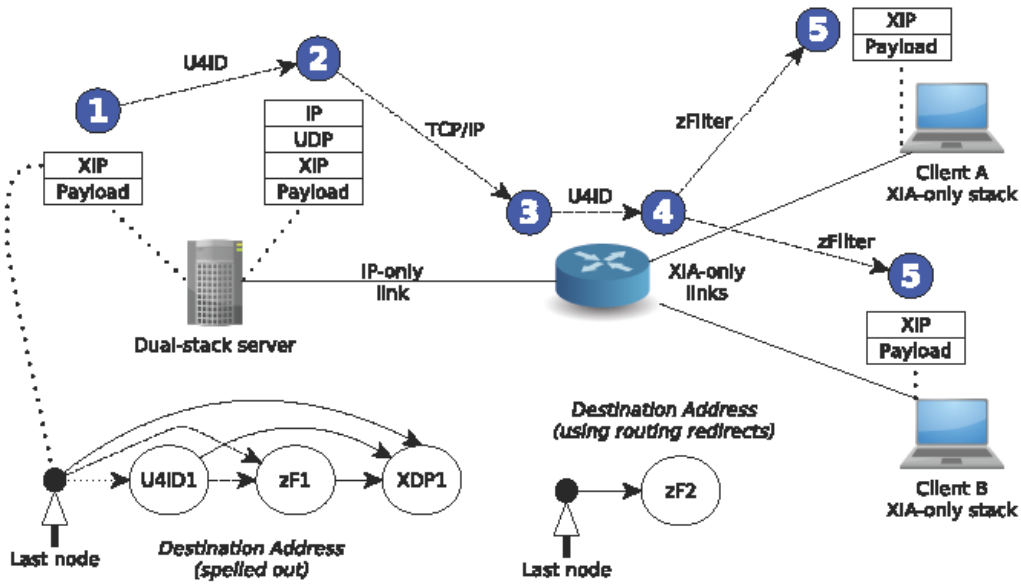 1
U4ID
2
XIP
Payload
IP
UDP
XIP
Payload
TCP/IP
3
U4ID
4
zFilter
5
XIP
Payload
Client A
XIA-only stack
zFilter
5
XIP
Payload
Client B
XIA-only stack
IP-only
link
XIA-only
links
Dual-stack server
U4ID1
zF1
XDP1
Last node
Destination Address
(spelled out)
Destination Address
(using routing redirects)
zF2
Last node